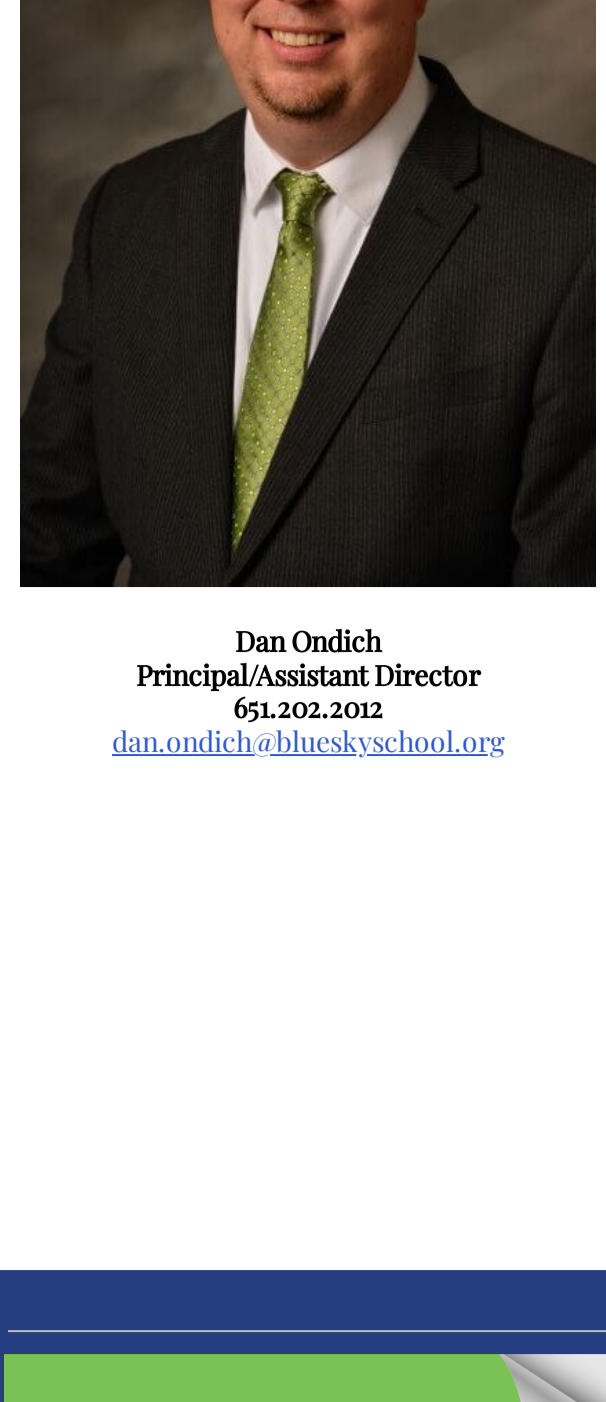 Dan Ondich
Principal/Assistant Director
651.202.2012
dan.ondich@blueskyschool.org